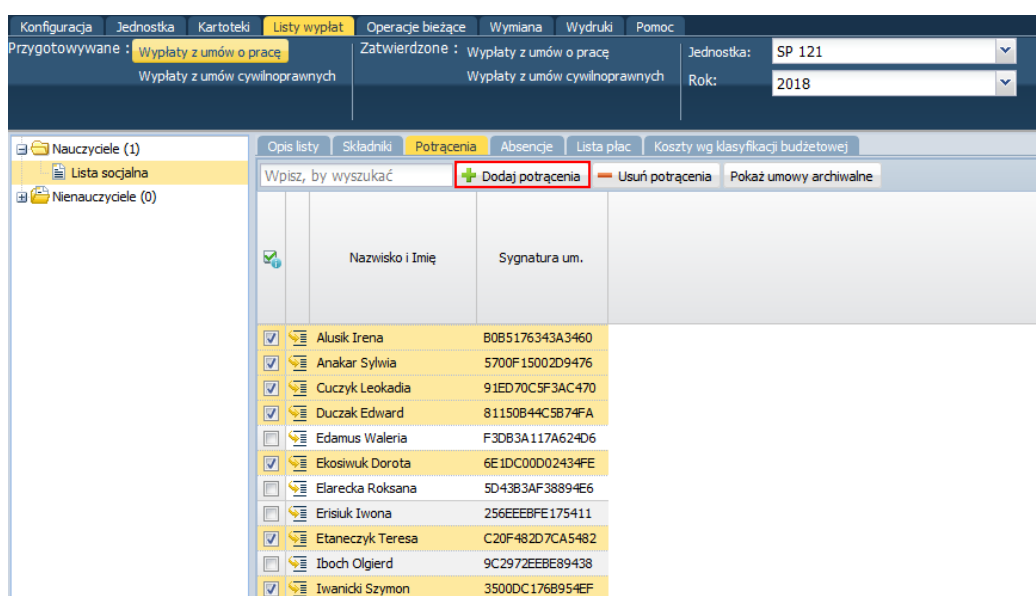 Konfiguracja Jednostka Kartoteki Listy wypłat Operacje bieżące Wymiana Wydruki Pomoc
Przygotowywane : Wypłaty z umów o pracę Zatwierdzone : Wypłaty z umów o pracę Jednostka: SP 121
Wypłaty z umów cywilnoprawnych Wypłaty z umów cywilnoprawnych Rok: 2018
Nauczyciele (1)
Lista socjalna
Nienauczyciele (0)
Opis listy Składniki Potrącenia Absencje Lista płac Koszty wg klasyfikacji budżetowej
Wpisz, by wyszukać Dodaj potrącenia Usuń potrącenia Pokaż umowy archiwalne
Nazwisko i Imię Sygnatura um.
Alusik Irena B0B5176343A3460
Anakar Sylwia 5700F15002D9476
Cuczyk Leokadia 91ED70C5F3AC470
Duczak Edward 81150B44C5B74FA
Edamus Waleria F3DB3A117A624D6
Ekosiwuk Dorota 6E1DC00D02434FE
Elarecka Roksana 5D43B3AF38894E6
Erisiuk Iwona 256EEEBFE175411
Etaneczyk Teresa C20F482D7CA5482
Iboch Olgierd 9C2972EEBE89438
Iwanicki Szymon 3500DC176B954EF